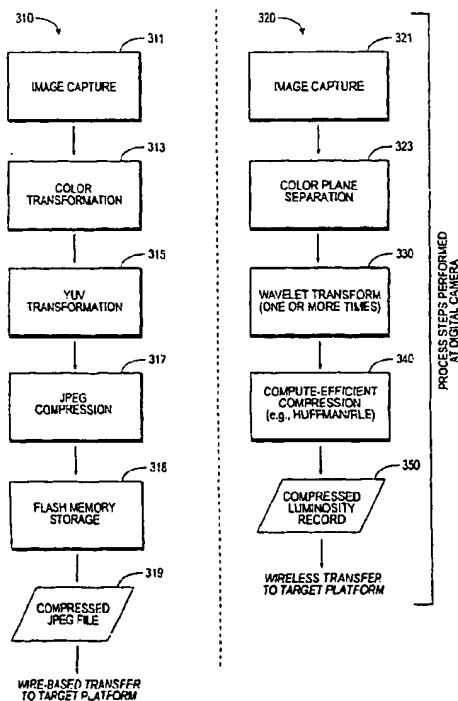 310
311
IMAGE CAPTURE
313
COLOR
TRANSFORMATION
315
YUV
TRANSFORMATION
317
JPEG
COMPRESSION
318
FLASH MEMORY
STORAGE
319
COMPRESSED
JPEG FILE
WIRE-BASED TRANSFER
TO TARGET PLATFORM
320
321
IMAGE CAPTURE
323
COLOR PLANE
SEPARATION
330
WAVELET TRANSFORM
(ONE OR MORE TIMES)
340
COMPUTE-EFFICIENT
COMPRESSION
(e.g., HUFFMAN/RLE)
350
COMPRESSED
LUMINOSITY
RECORD
WIRELESS TRANSFER
TO TARGET PLATFORM
PROCESS STEPS PERFORMED
AT DIGITAL CAMERA